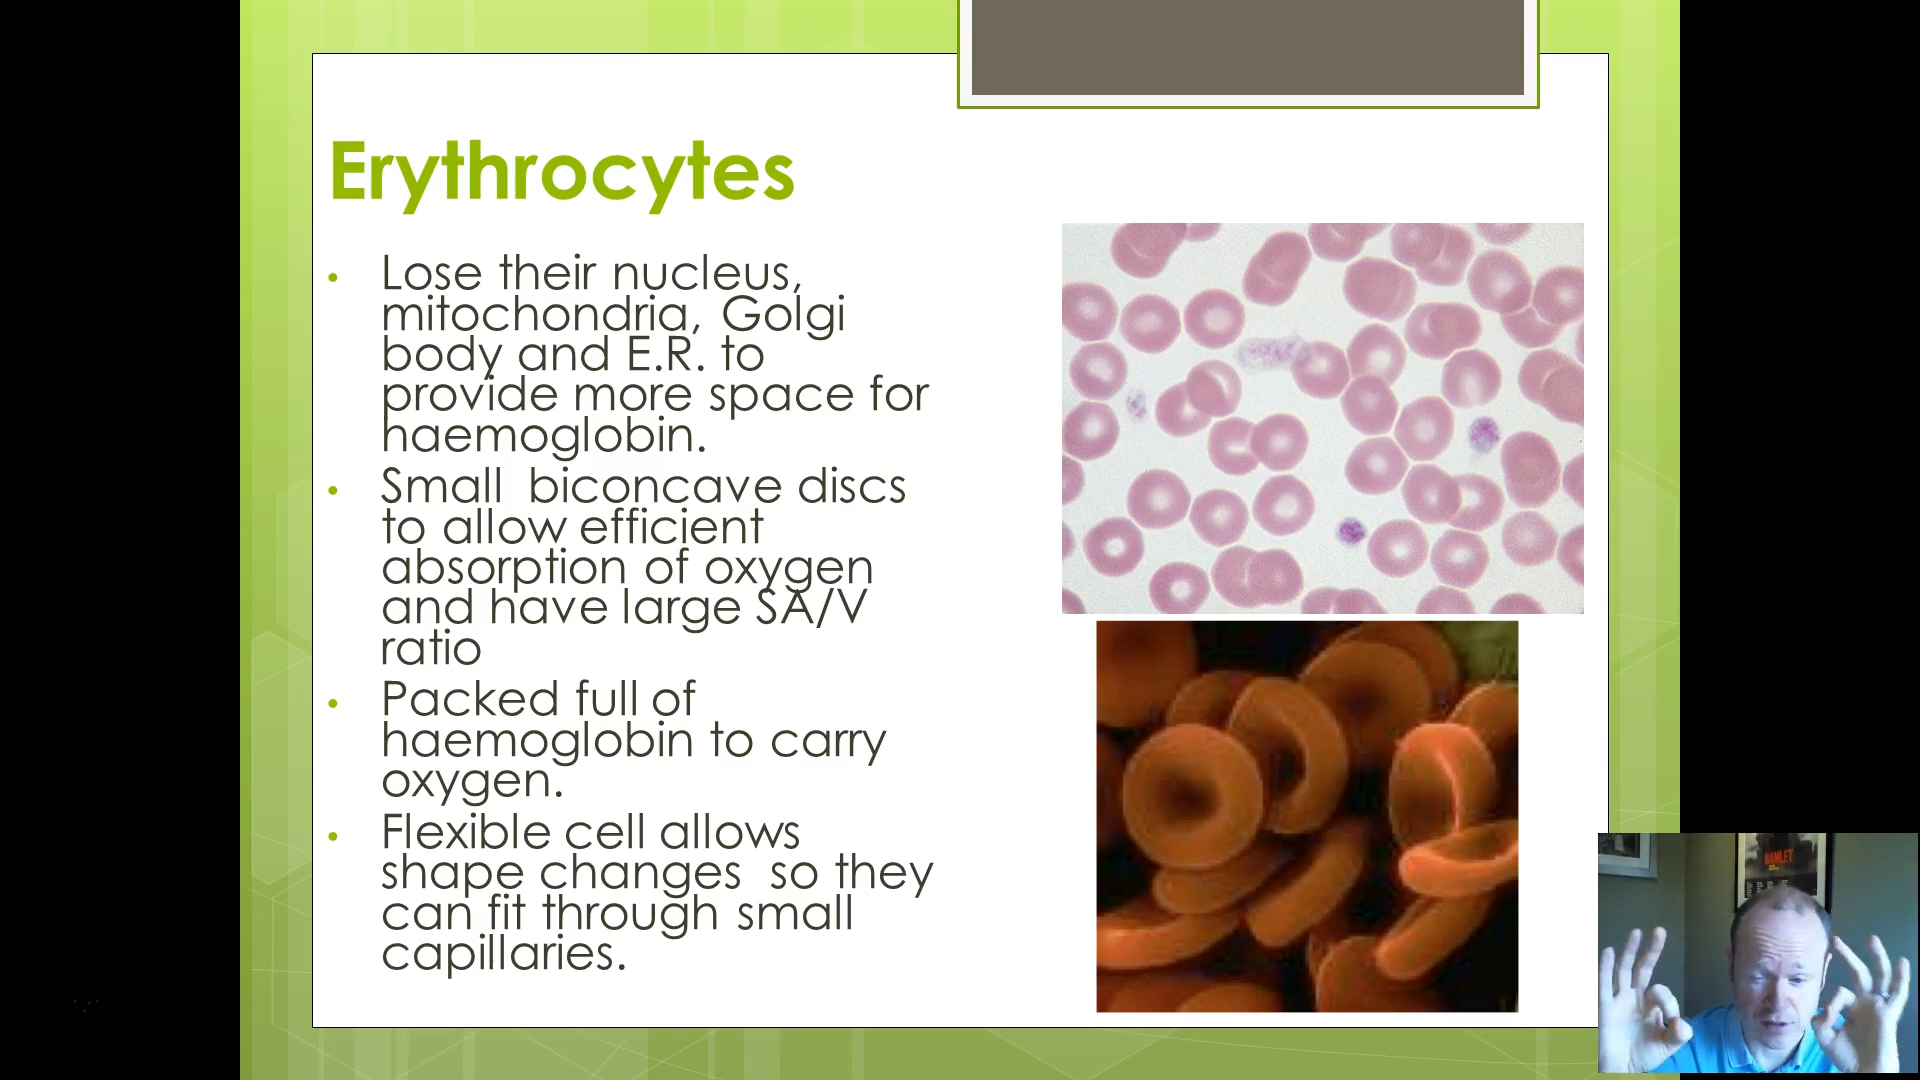 Erythrocytes
• Lose their nucleus,
mitochondria, Golgi
body and E.R. to
provide more space for
haemoglobin.
• Small  biconcave discs
to allow efficient
absorption of oxygen
and have large SA/V
ratio
• Packed full of
haemoglobin to carry
oxygen.
• Flexible cell allows
shape changes  so they
can fit through small
capillaries.
HAMLET